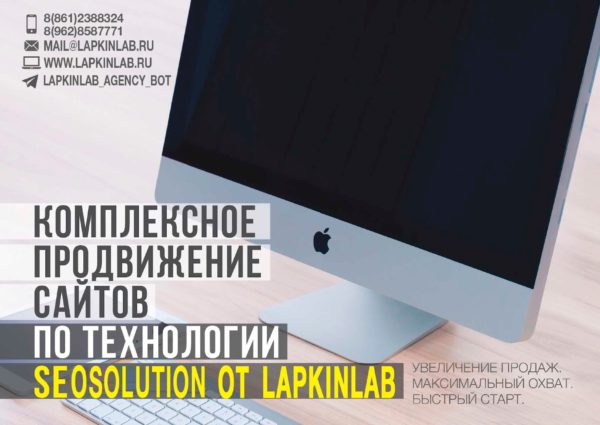 8(861)2388324
8(962)8587771
MAIL@LAPKINLAB.RU
WWW.LAPKINLAB.RU
LAPKINLAB_AGENCY_BOT
КОМПЛЕКСНОЕ
ПРОДВИЖЕНИЕ
САЙТОВ
ПО ТЕХНОЛОГИИ
SEOSOLUTION ОТ LAPKINLAB
УВЕЛИЧЕНИЕ ПРОДАЖ.
МАКСИМАЛЬНЫЙ ОХВАТ.
БЫСТРЫЙ СТАРТ.